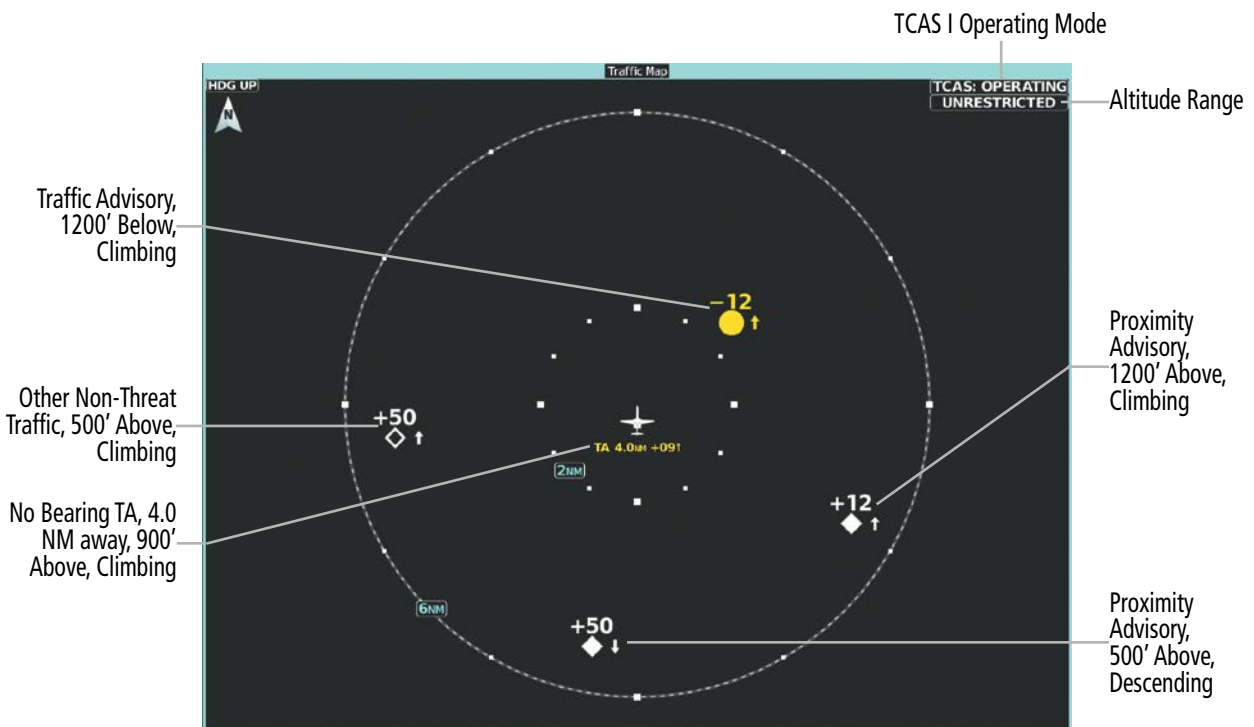 TCAS I Operating Mode
Traffic Map
HDG UP
N
TCAS: OPERATING
UNRESTRICTED
Altitude Range
Traffic Advisory,
1200’ Below,
Climbing
−12
Proximity
Advisory,
1200’ Above,
Climbing
Other Non-Threat
Traffic, 500’ Above,
Climbing
+50
TA 4.0NM +09↑
2NM
No Bearing TA, 4.0
NM away, 900’
Above, Climbing
+12
6NM
+50
Proximity
Advisory,
500’ Above,
Descending